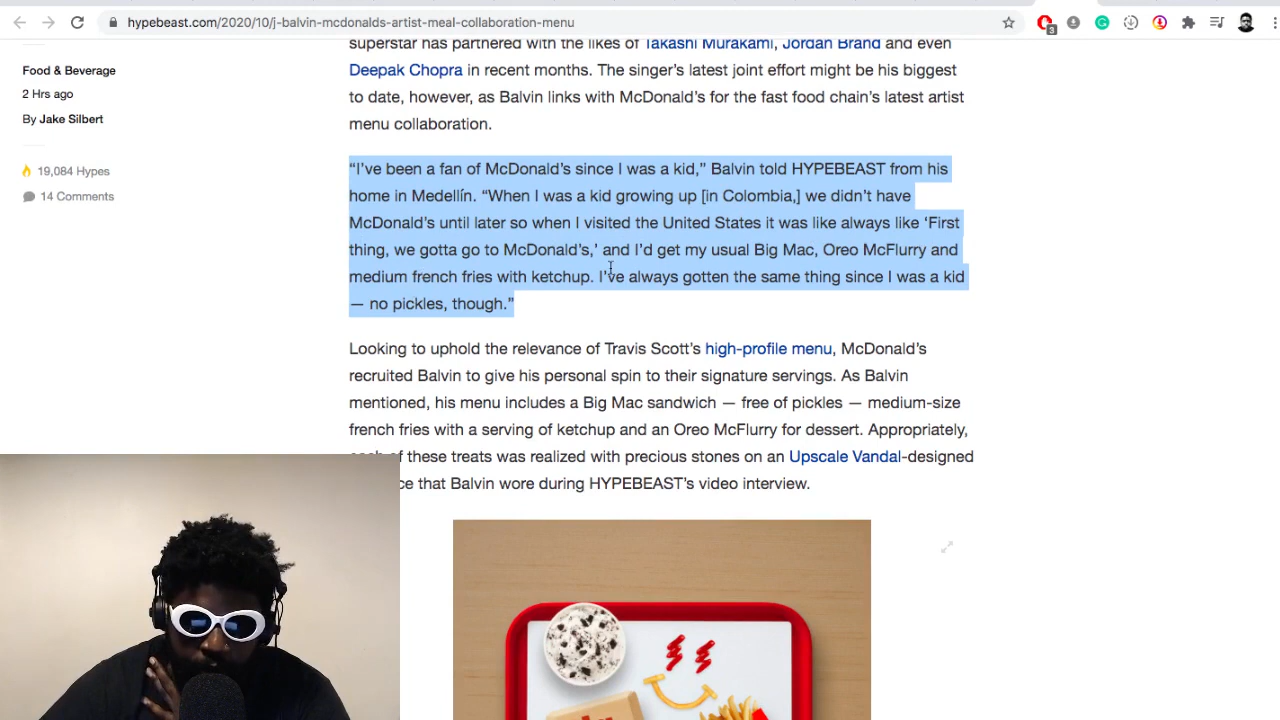 hypebeast.com/2020/10/j-balvin-mcdonalds-artist-meal-collaboration-menu
3
Food & Beverage
2 Hrs ago
By Jake Silbert
19,084 Hypes
14 Comments
superstar has partnered with the likes of Takashi Murakami, Jordan Brand and even
Deepak Chopra in recent months. The singer’s latest joint effort might be his biggest
to date, however, as Balvin links with McDonald’s for the fast food chain’s latest artist
menu collaboration.
“I’ve been a fan of McDonald’s since I was a kid,” Balvin told HYPEBEAST from his
home in Medellín. “When I was a kid growing up [in Colombia,] we didn’t have
McDonald’s until later so when I visited the United States it was like always like ‘First
thing, we gotta go to McDonald’s,’ and I’d get my usual Big Mac, Oreo McFlurry and
medium french fries with ketchup. I’ve always gotten the same thing since I was a kid
— no pickles, though.”
Looking to uphold the relevance of Travis Scott’s high-profile menu, McDonald’s
recruited Balvin to give his personal spin to their signature servings. As Balvin
mentioned, his menu includes a Big Mac sandwich — free of pickles — medium-size
french fries with a serving of ketchup and an Oreo McFlurry for dessert. Appropriately,
of these treats was realized with precious stones on an Upscale Vandal-designed
that Balvin wore during HYPEBEAST’s video interview.